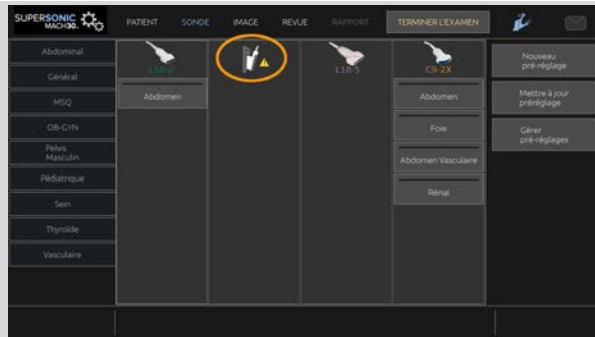 SUPERSONIC
MACH30.
PATIENT SONDE IMAGE REVUE RAPPORT TERMINER L'EXAMEN
Abdominal
Général
MSQ
OB-GYN
Pelvis
Masculin
Pédiatrique
Sein
Thyroïde
Vasculaire
L10-2
Abdomen
L18-5
C9-2X
Abdomen
Foie
Abdomen Vasculaire
Rénal
Nouveau
pré-réglage
Mettre à jour
préréglage
Gérer
pré-réglages